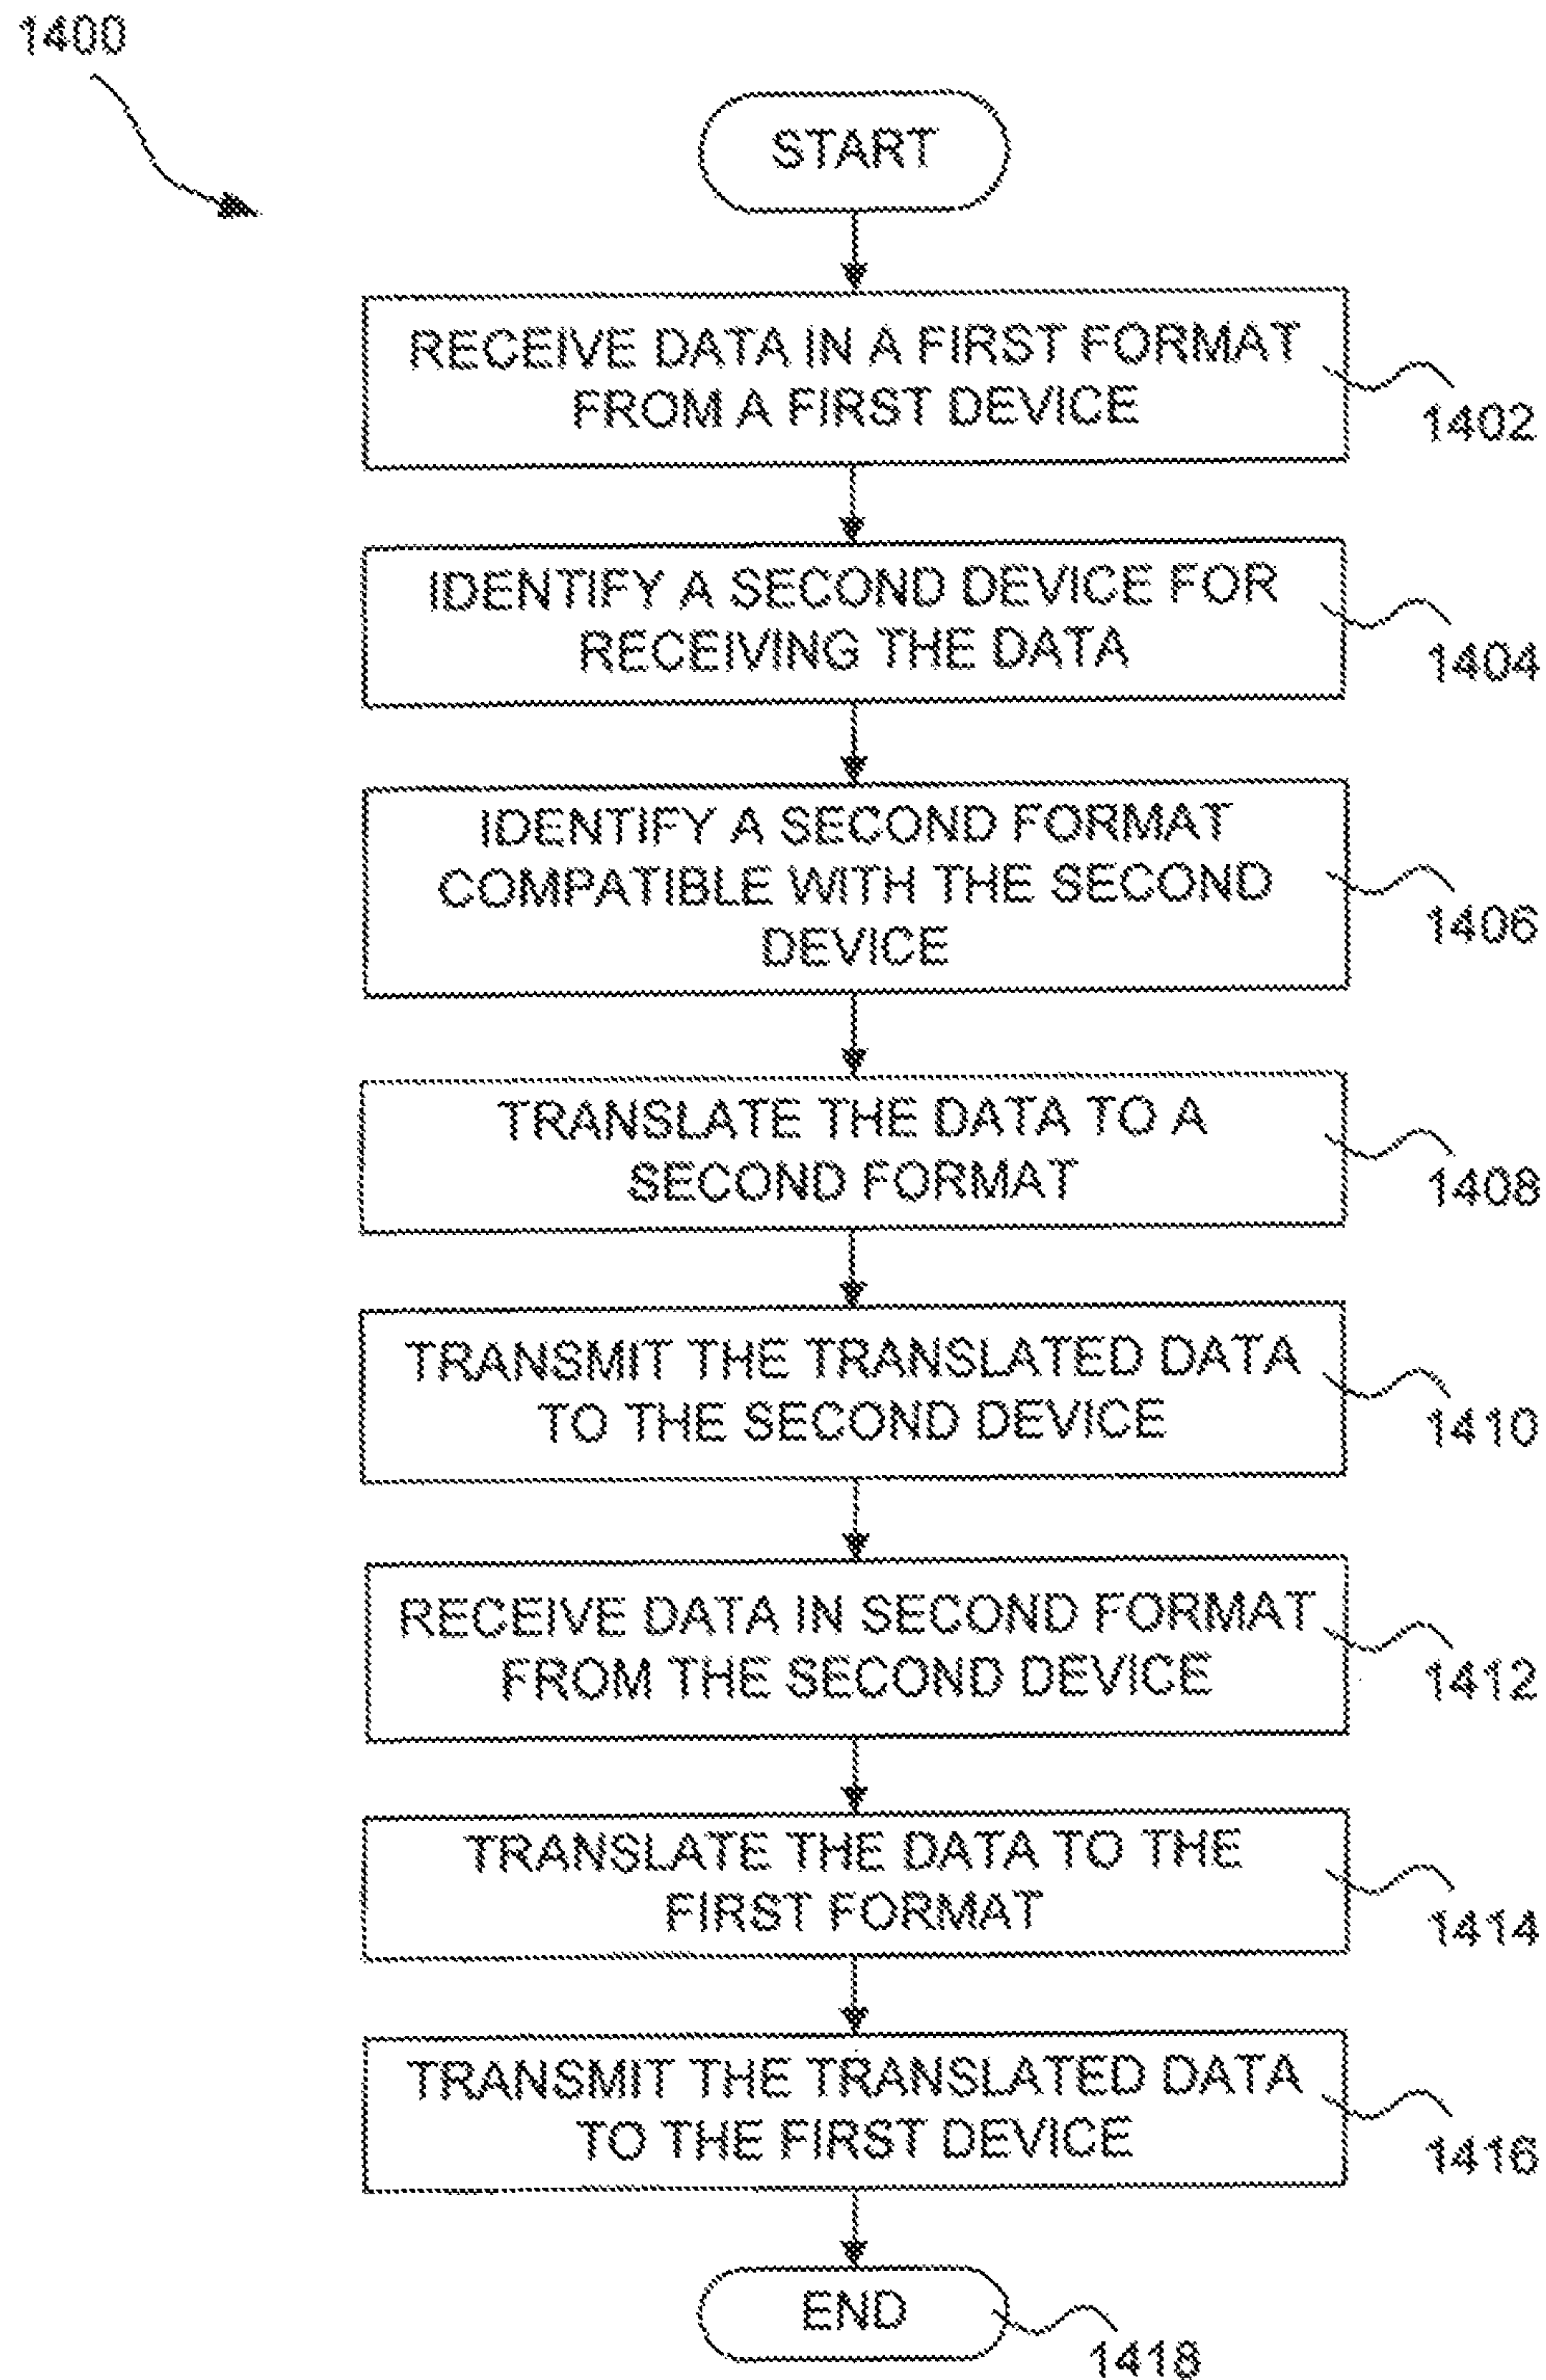 1400
START
RECEIVE DATA IN A FIRST FORMAT
FROM A FIRST DEVICE
1402
IDENTIFY A SECOND DEVICE FOR
RECEIVING THE DATA
1404
IDENTIFY A SECOND FORMAT
COMPATIBLE WITH THE SECOND
DEVICE
1406
TRANSLATE THE DATA TO A
SECOND FORMAT
1408
TRANSMIT THE TRANSLATED DATA
TO THE SECOND DEVICE
1410
RECEIVE DATA IN SECOND FORMAT
FROM THE SECOND DEVICE
1412
TRANSLATE THE DATA TO THE
FIRST FORMAT
1414
TRANSMIT THE TRANSLATED DATA
TO THE FIRST DEVICE
1416
END
1418